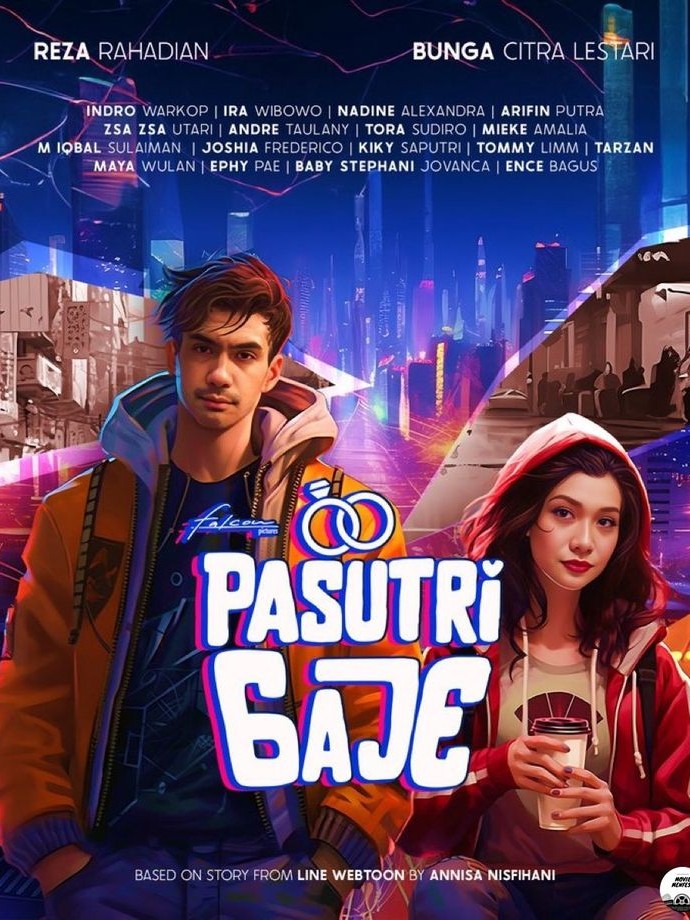 REZA RAHADIAN
BUNGA CITRA LESTARI
INDRO WARKOP | IRA WIBOWO | NADINE ALEXANDRA | ARIFIN PUTRA
ZSA ZSA UTARI | ANDRE TAULANY | TORA SUDIRO | MIEKE AMALIA
M IQBAL SULAIMAN | JOSHIA FREDERICO | KIKY SAPUTRI | TOMMY LIMM | TARZAN
MAYA WULAN | EPHY PAE | BABY STEPHANI JOVANCA | ENCE BAGUS
falcon
pictures
PASUTRI
GAJE
BASED ON STORY FROM LINE WEBTOON BY ANNISA NISFIHANI